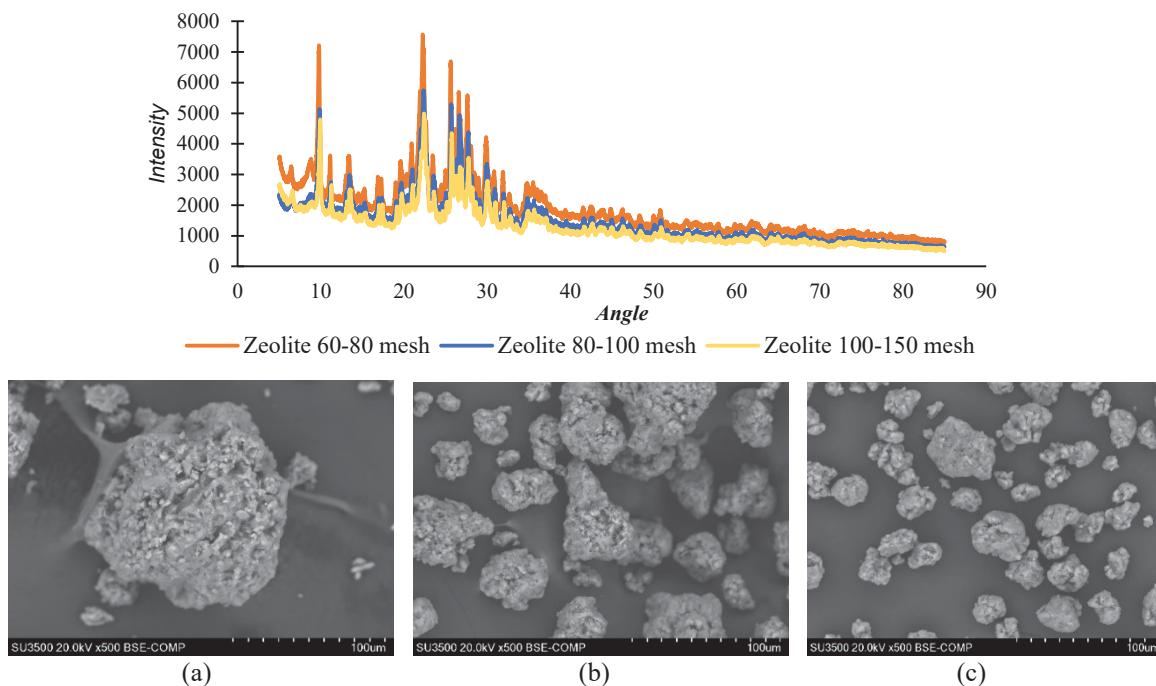 8000
7000
6000
5000
4000
3000
2000
1000
0
Intensity
0 10 20 30 40 50 60 70 80 90
Angle
Zeolite 60-80 mesh Zeolite 80-100 mesh Zeolite 100-150 mesh
SU3500 20.0kV x500 BSE-COMP 100um
SU3500 20.0kV x500 BSE-COMP 100um
SU3500 20.0kV x500 BSE-COMP 100um
(a) (b) (c)